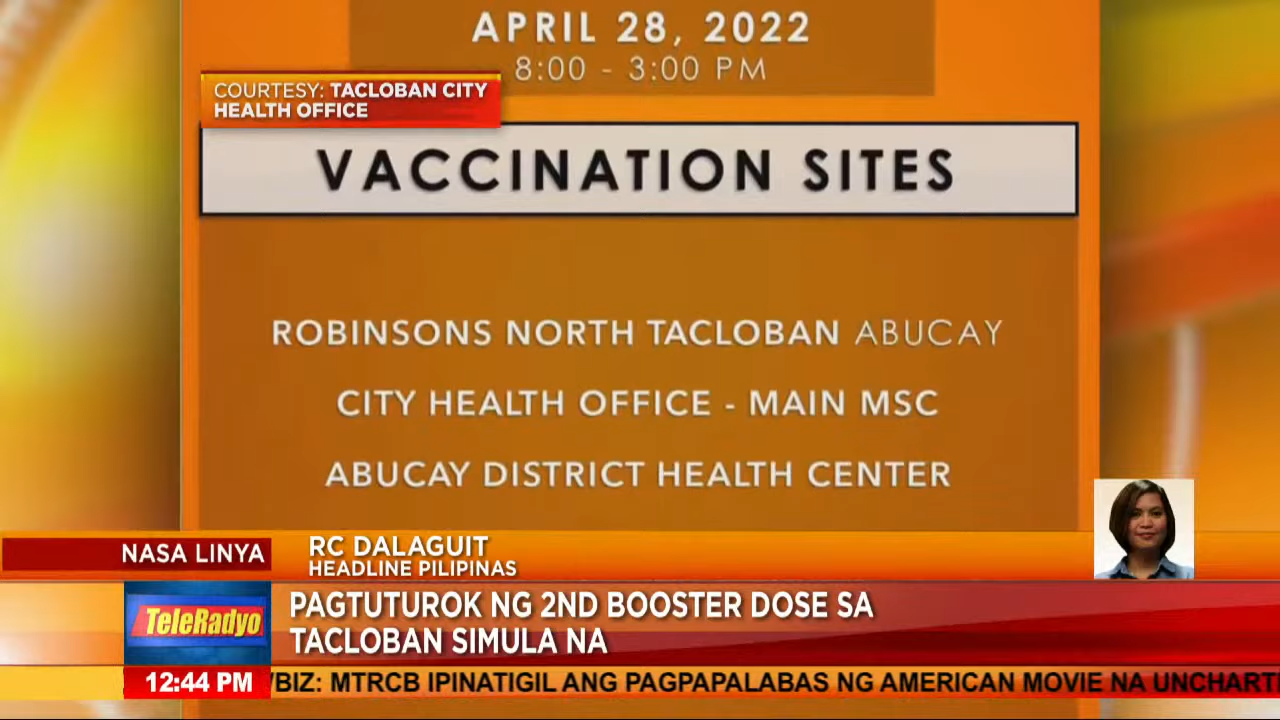 APRIL 28, 2022
8:00 - 3:00 PM
COURTESY: TACLOBAN CITY
HEALTH OFFICE
VACCINATION SITES
ROBINSONS NORTH TACLOBAN ABUCAY
CITY HEALTH OFFICE - MAIN MSC
ABUCAY DISTRICT HEALTH CENTER
NASA LINYA
RC DALAGUIT
HEADLINE PILIPINAS
TeleRadyo
PAGTUTUROK NG 2ND BOOSTER DOSE SA
TACLOBAN SIMULA NA
12:44 PM
BIZ: MTRCB IPINATIGIL ANG PAGPAPALABAS NG AMERICAN MOVIE NA UNCHART